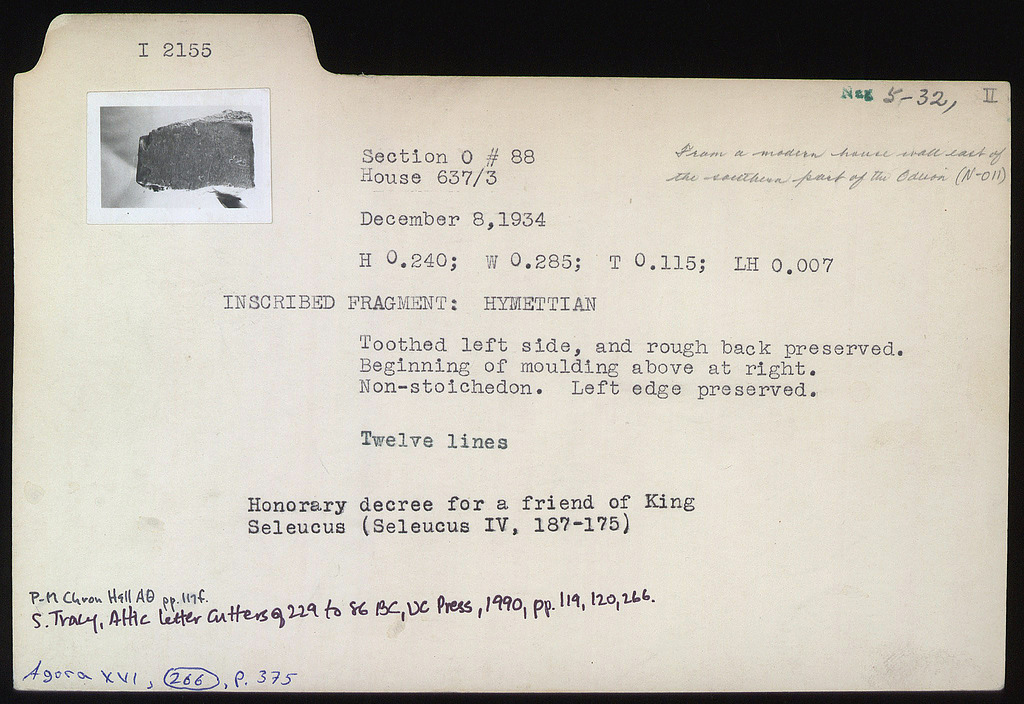 I 2155
Neg 5-32, II
From a modern house wall east of
the southern part of the Odeion (N-O11)
Section O # 88
House 637/3
December 8,1934
H 0.240; W 0.285; T 0.115; LH 0.007
INSCRIBED FRAGMENT: HYMETTIAN
Toothed left side, and rough back preserved.
Beginning of moulding above at right.
Non-stoichedon. Left edge preserved.
Twelve lines
Honorary decree for a friend of King
Seleucus (Seleucus IV, 187-175)
P-M Chron Hell Aθ pp.117f.
S. Tracy, Attic Letter Cutters of 229 to 86 BC, UC Press, 1990, pp. 119, 120, 266.
Agora XVI, 266, p. 375